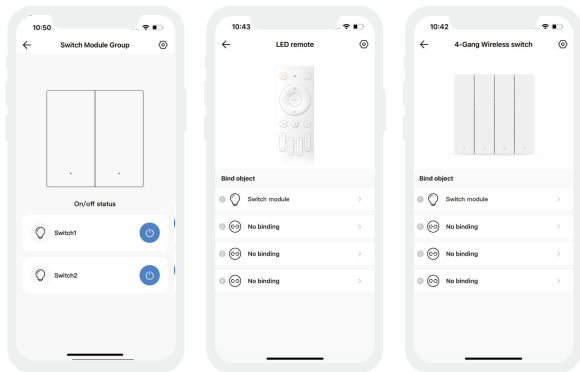 10:50
Switch Module Group
On/off status
Switch1
Switch2
10:43
LED remote
Bind object
Switch module
No binding
No binding
No binding
10:42
4-Gang Wireless switch
Bind object
Switch module
No binding
No binding
No binding